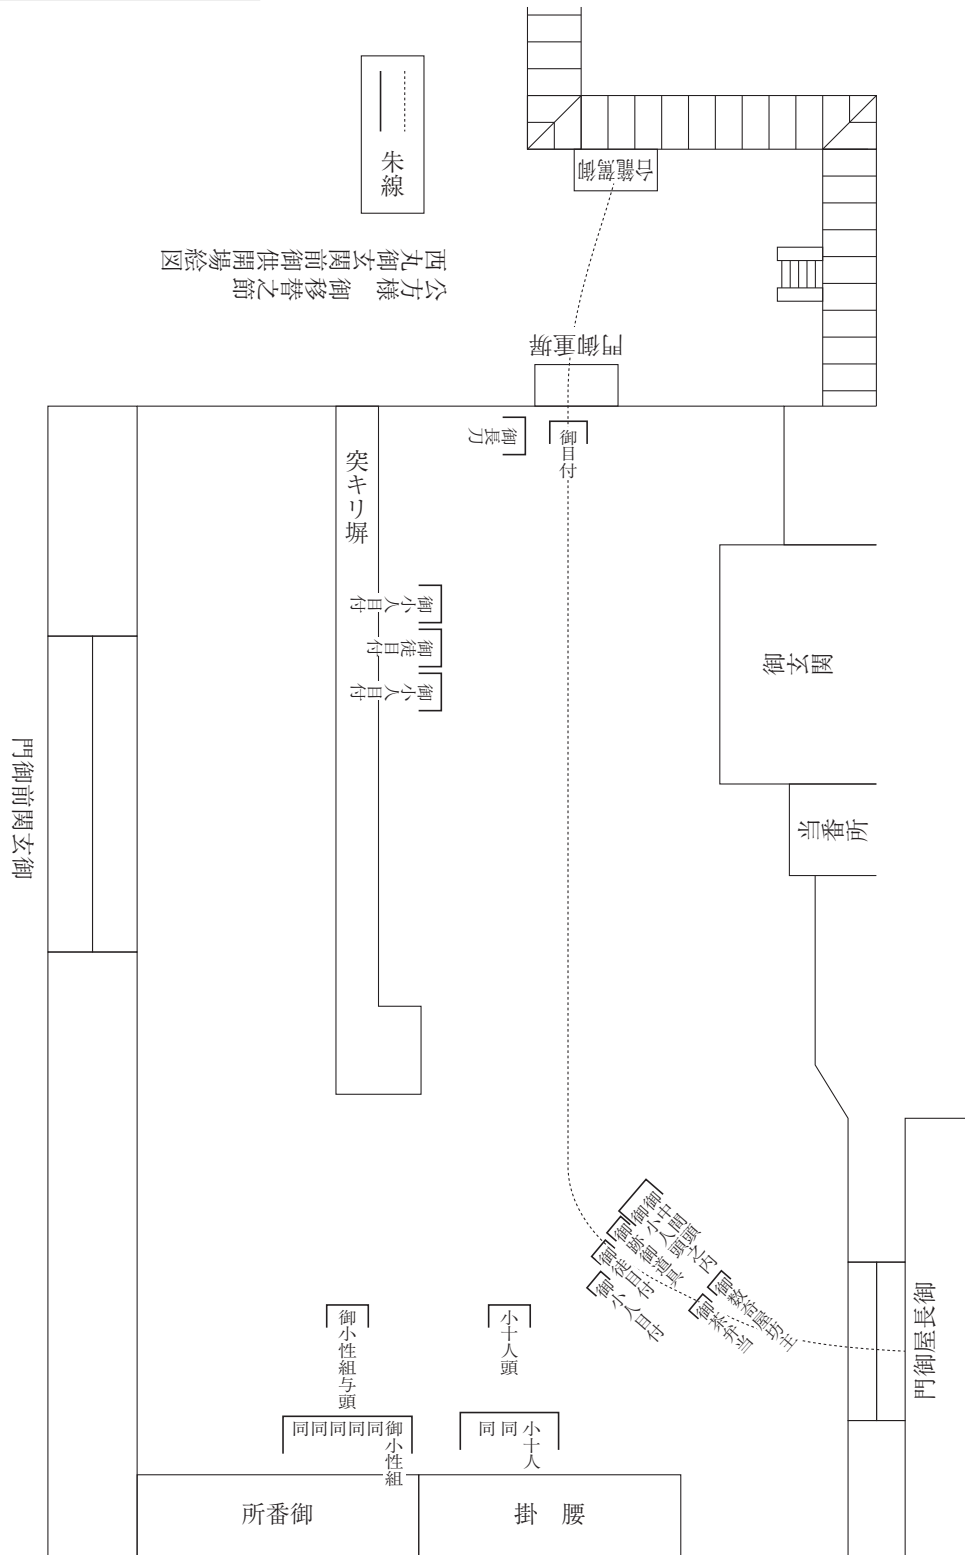 朱線
公方様　御移替之節
西丸御玄関前御供開場絵図
御駕籠台
塀重御門
御長刀
御目付
突キリ塀
御小人目付
御徒目付
御小人目付
御玄関
当番所
御玄関前御門
御中間頭
御小人頭之内
御跡御道具
御徒目付
御小人目付
御数寄屋坊主
御茶弁当
御長屋御門
御小性組与頭
小十人頭
御小性組
同
同
同
同
同
小十人
同
同
御番所
腰　掛